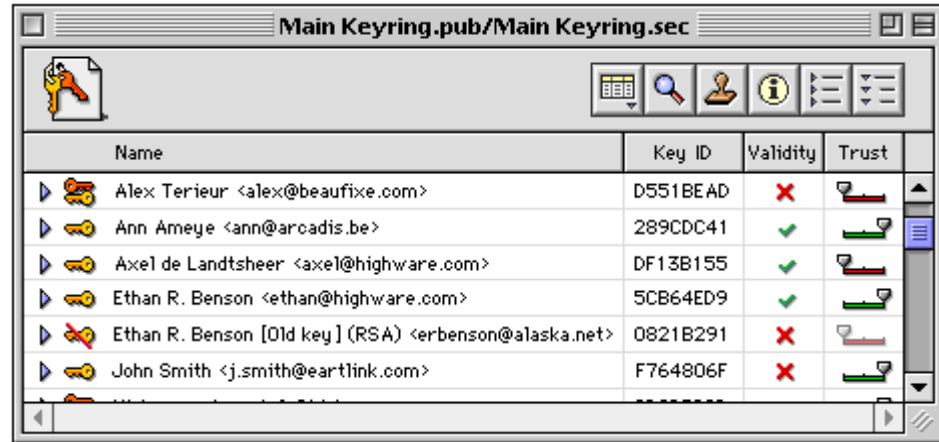 Main Keyring.pub/Main Keyring.sec
Name Key ID Validity Trust
Alex Terieur <alex@beaufixe.com> D551BEAD
Ann Ameye <ann@arcadis.be> 289CDC41
Axel de Landtsheer <axel@highware.com> DF13B155
Ethan R. Benson <ethan@highware.com> 5CB64ED9
Ethan R. Benson [Old key] (RSA) <erbenson@alaska.net> 0821B291
John Smith <j.smith@eartlink.com> F764806F